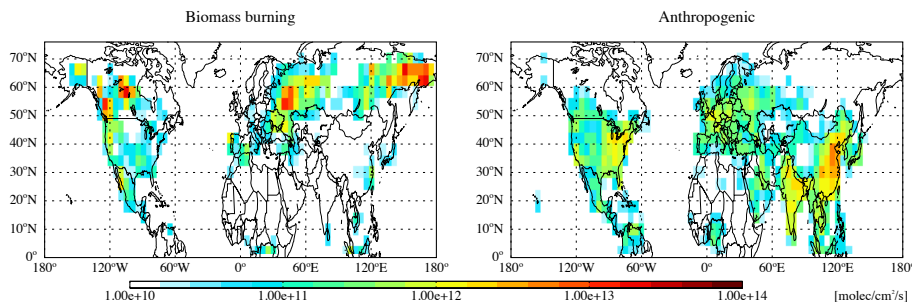 Biomass burning Anthropogenic
70°N 70°N
60°N 60°N
50°N 50°N
40°N 40°N
30°N 30°N
20°N 20°N
10°N 10°N
0° 0°
180° 120°W 60°W 0° 60°E 120°E 180° 180° 120°W 60°W 0° 60°E 120°E 180°
1.00e+10 1.00e+11 1.00e+12 1.00e+13 1.00e+14 [molec/cm²/s]